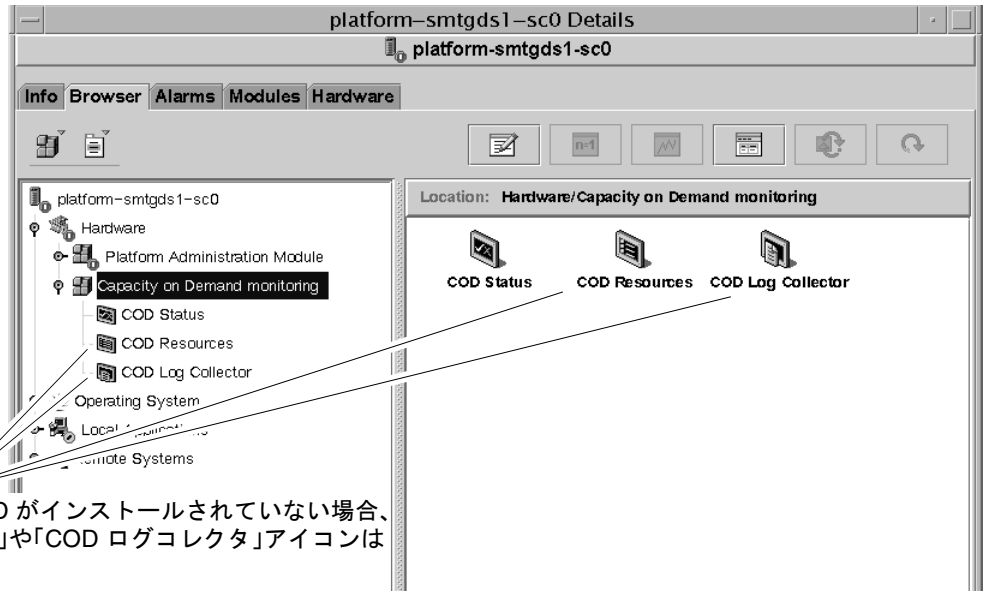 platform-smtgds1-sc0 Details
platform-smtgds1-sc0
Info Browser Alarms Modules Hardware
n=1
platform-smtgds1-sc0
Hardware
Platform Administration Module
Capacity on Demand monitoring
COD Status
COD Resources
COD Log Collector
Operating System
Local
Systems
Location: Hardware/Capacity on Demand monitoring
COD Status COD Resources COD Log Collector
がインストールされていない場合、
」や「COD ログコレクタ」アイコンは